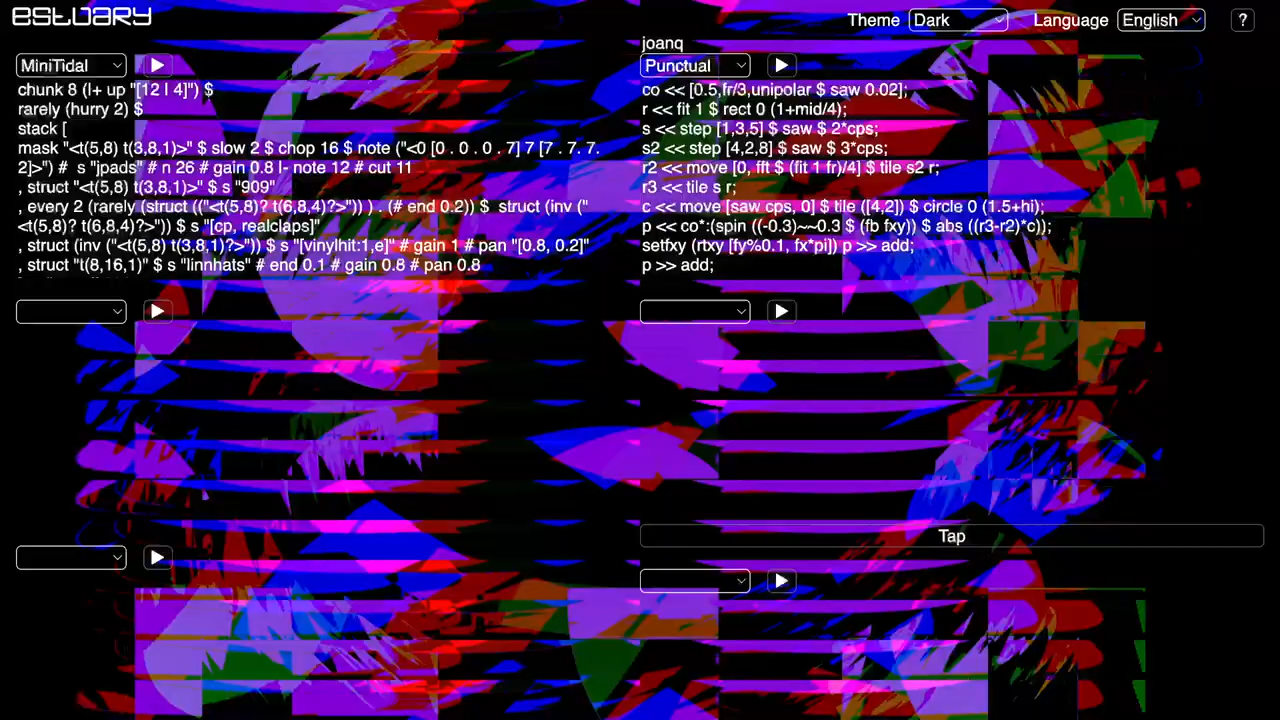 ESTUARY
Theme Dark Language English ?
MiniTidal
chunk 8 (|+ up "[12 | 4]") $
rarely (hurry 2) $
stack [
mask "<t(5,8) t(3,8,1)>" $ slow 2 $ chop 16 $ note ("<0 [0 . 0 . 0 . 7] 7 [7 . 7. 7.
2]>") # s "jpads" # n 26 # gain 0.8 |- note 12 # cut 11
, struct "<t(5,8) t(3,8,1)>" $ s "909"
, every 2 (rarely (struct (("<t(5,8)? t(6,8,4)?>")) ) . (# end 0.2)) $ struct (inv ("
<t(5,8)? t(6,8,4)?>")) $ s "[cp, realclaps]"
, struct (inv ("<t(5,8) t(3,8,1)?>")) $ s "[vinylhit:1,e]" # gain 1 # pan "[0.8, 0.2]"
, struct "t(8,16,1)" $ s "linnhats" # end 0.1 # gain 0.8 # pan 0.8
joanq
Punctual
co << [0.5,fr/3,unipolar $ saw 0.02];
r << fit 1 $ rect 0 (1+mid/4);
s << step [1,3,5] $ saw $ 2*cps;
s2 << step [4,2,8] $ saw $ 3*cps;
r2 << move [0, fft $ (fit 1 fr)/4] $ tile s2 r;
r3 << tile s r;
c << move [saw cps, 0] $ tile ([4,2]) $ circle 0 (1.5+hi);
p << co*:(spin ((-0.3)~~0.3 $ (fb fxy)) $ abs ((r3-r2)*c));
setfxy (rtxy [fy%0.1, fx*pi]) p >> add;
p >> add;
Tap